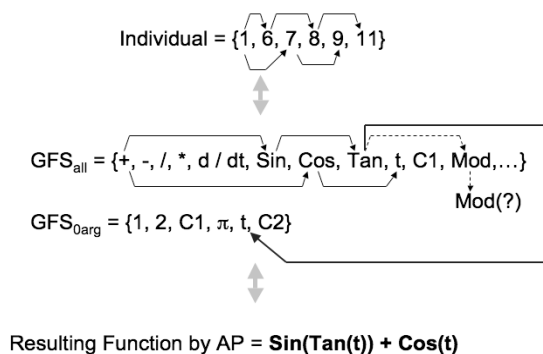 Individual = {1, 6, 7, 8, 9, 11}
GFSall = {+, -, /, *, d / dt, Sin, Cos, Tan, t, C1, Mod,...}
Mod(?)
GFS0arg = {1, 2, C1, π, t, C2}
Resulting Function by AP = Sin(Tan(t)) + Cos(t)